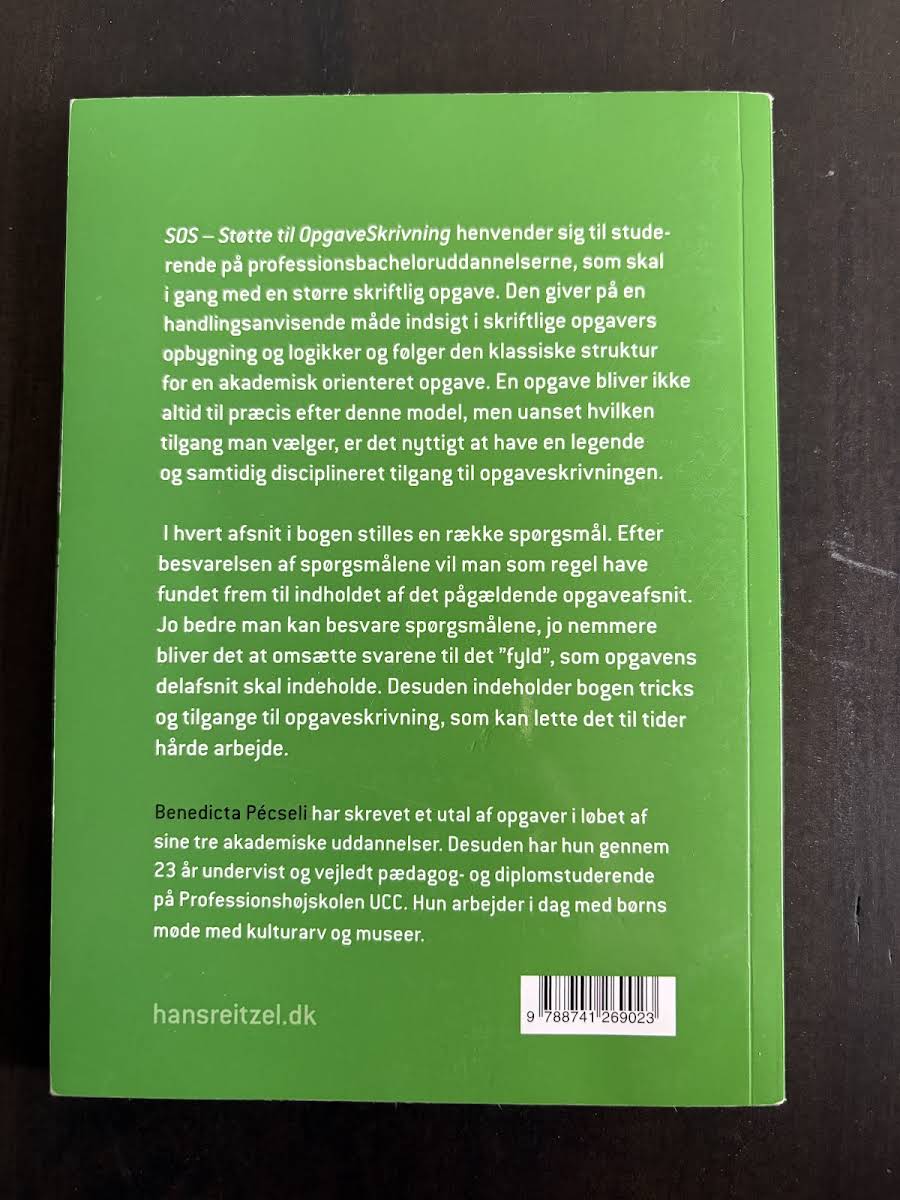 SOS – Støtte til OpgaveSkrivning henvender sig til stude-
rende på professionsbacheloruddannelserne, som skal
i gang med en større skriftlig opgave. Den giver på en
handlingsanvisende måde indsigt i skriftlige opgavers
opbygning og logikker og følger den klassiske struktur
for en akademisk orienteret opgave. En opgave bliver ikke
altid til præcis efter denne model, men uanset hvilken
tilgang man vælger, er det nyttigt at have en legende
og samtidig disciplineret tilgang til opgaveskrivningen.
I hvert afsnit i bogen stilles en række spørgsmål. Efter
besvarelsen af spørgsmålene vil man som regel have
fundet frem til indholdet af det pågældende opgaveafsnit.
Jo bedre man kan besvare spørgsmålene, jo nemmere
bliver det at omsætte svarene til det ”fyld”, som opgavens
delafsnit skal indeholde. Desuden indeholder bogen tricks
og tilgange til opgaveskrivning, som kan lette det til tider
hårde arbejde.
Benedicta Pécseli har skrevet et utal af opgaver i løbet af
sine tre akademiske uddannelser. Desuden har hun gennem
23 år undervist og vejledt pædagog- og diplomstuderende
på Professionshøjskolen UCC. Hun arbejder i dag med børns
møde med kulturarv og museer.
hansreitzel.dk
9 788741 269023